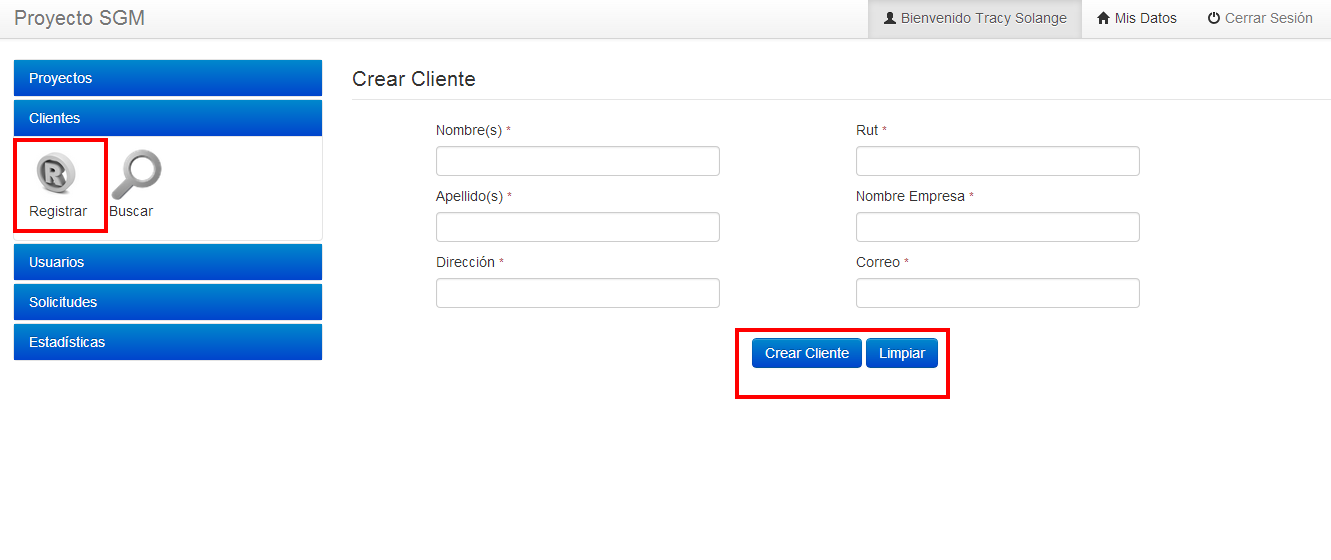 Proyecto SGM
Bienvenido Tracy Solange
Mis Datos
Cerrar Sesión
Proyectos
Clientes
R
Registrar
Buscar
Usuarios
Solicitudes
Estadísticas
Crear Cliente
Nombre(s) *
Rut *
Apellido(s) *
Nombre Empresa *
Dirección *
Correo *
Crear Cliente
Limpiar